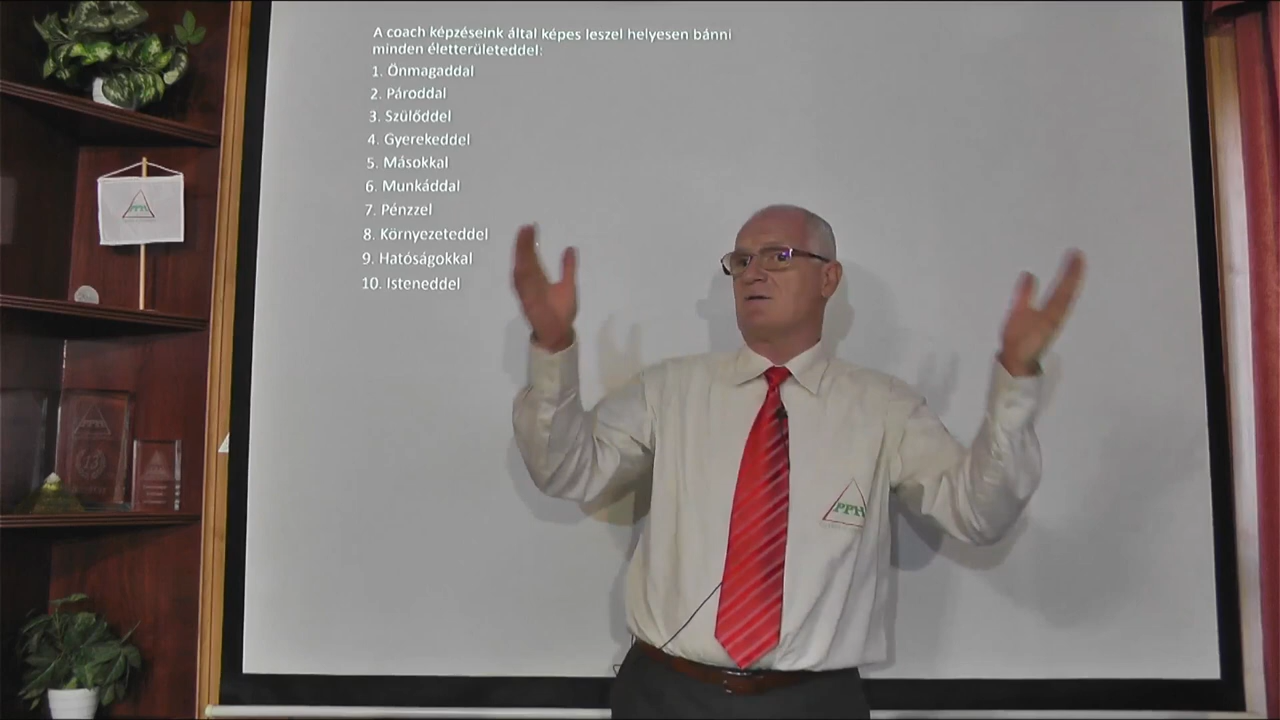 A coach képzéseink által képes leszel helyesen bánni
minden életterületeddel:
1. Önmagaddal
2. Pároddal
3. Szülőddel
4. Gyerekeddel
5. Másokkal
6. Munkáddal
7. Pénzzel
8. Környezeteddel
9. Hatóságokkal
10. Isteneddel
PPH
PPH